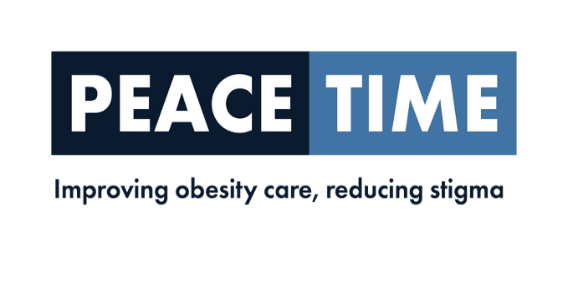 PEACE TIME
Improving obesity care, reducing stigma